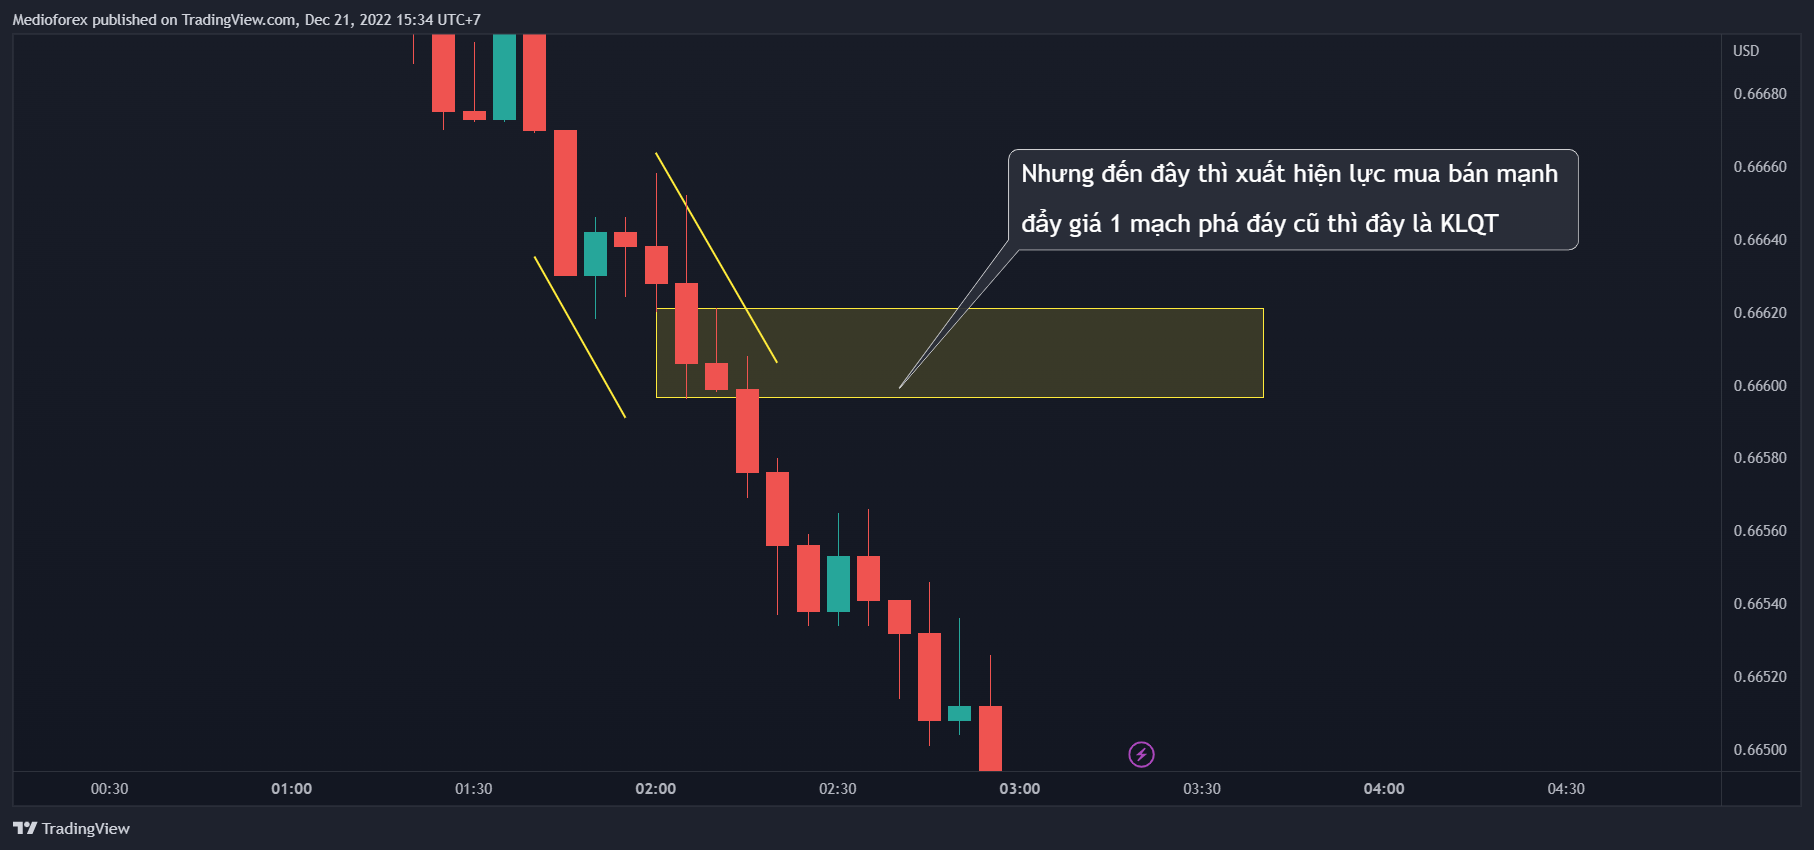 Medioforex published on TradingView.com, Dec 21, 2022 15:34 UTC+7
USD
0.66680
Nhưng đến đây thì xuất hiện lực mua bán mạnh
đẩy giá 1 mạch phá đáy cũ thì đây là KLQT
0.66660
0.66640
0.66620
0.66600
0.66580
0.66560
0.66540
0.66520
0.66500
00:30 01:00 01:30 02:00 02:30 03:00 03:30 04:00 04:30
TradingView